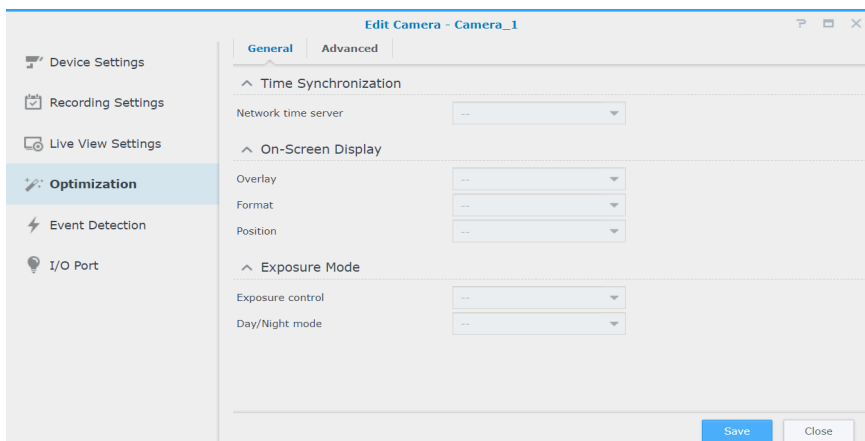 Edit Camera - Camera_1
Device Settings
Recording Settings
Live View Settings
Optimization
Event Detection
I/O Port
General Advanced
Time Synchronization
Network time server --
On-Screen Display
Overlay --
Format --
Position --
Exposure Mode
Exposure control --
Day/Night mode --
Save Close